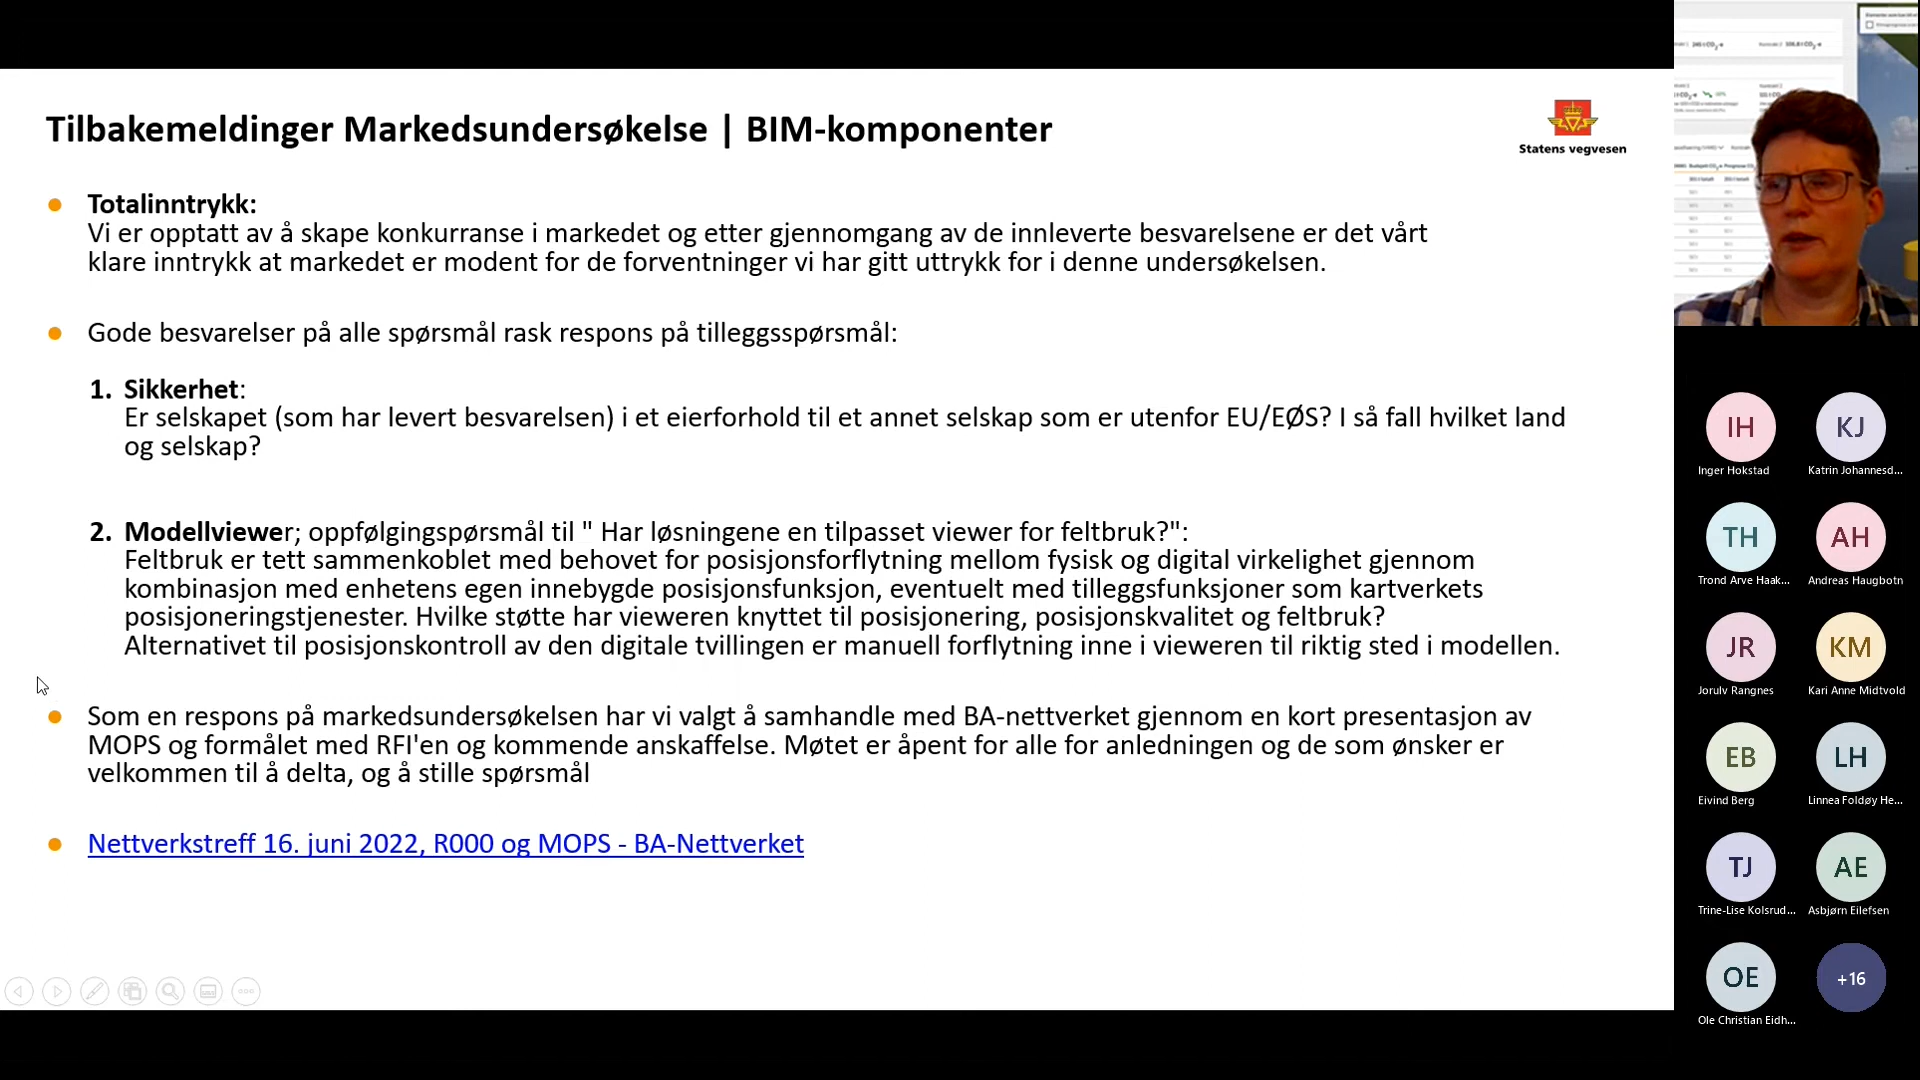 Tilbakemeldinger Markedsundersøkelse | BIM-komponenter
Statens vegvesen
Totalinntrykk:
Vi er opptatt av å skape konkurranse i markedet og etter gjennomgang av de innleverte besvarelsene er det vårt
klare inntrykk at markedet er modent for de forventninger vi har gitt uttrykk for i denne undersøkelsen.
Gode besvarelser på alle spørsmål rask respons på tilleggsspørsmål:
1. Sikkerhet:
Er selskapet (som har levert besvarelsen) i et eierforhold til et annet selskap som er utenfor EU/EØS? I så fall hvilket land
og selskap?
2. Modellviewer; oppfølgingspørsmål til " Har løsningene en tilpasset viewer for feltbruk?":
Feltbruk er tett sammenkoblet med behovet for posisjonsforflytning mellom fysisk og digital virkelighet gjennom
kombinasjon med enhetens egen innebygde posisjonsfunksjon, eventuelt med tilleggsfunksjoner som kartverkets
posisjoneringstjenester. Hvilke støtte har vieweren knyttet til posisjonering, posisjonskvalitet og feltbruk?
Alternativet til posisjonskontroll av den digitale tvillingen er manuell forflytning inne i vieweren til riktig sted i modellen.
Som en respons på markedsundersøkelsen har vi valgt å samhandle med BA-nettverket gjennom en kort presentasjon av
MOPS og formålet med RFI'en og kommende anskaffelse. Møtet er åpent for alle for anledningen og de som ønsker er
velkommen til å delta, og å stille spørsmål
Nettverkstreff 16. juni 2022, R000 og MOPS - BA-Nettverket
IH KJ
Inger Hokstad Katrin Johannesd...
TH AH
Trond Arve Haak... Andreas Haugbotn
JR KM
Jorulv Rangnes Kari Anne Midtvold
EB LH
Eivind Berg Linnea Foldøy He...
TJ AE
Trine-Lise Kolsrud... Asbjørn Eilefsen
OE +16
Ole Christian Eidh...